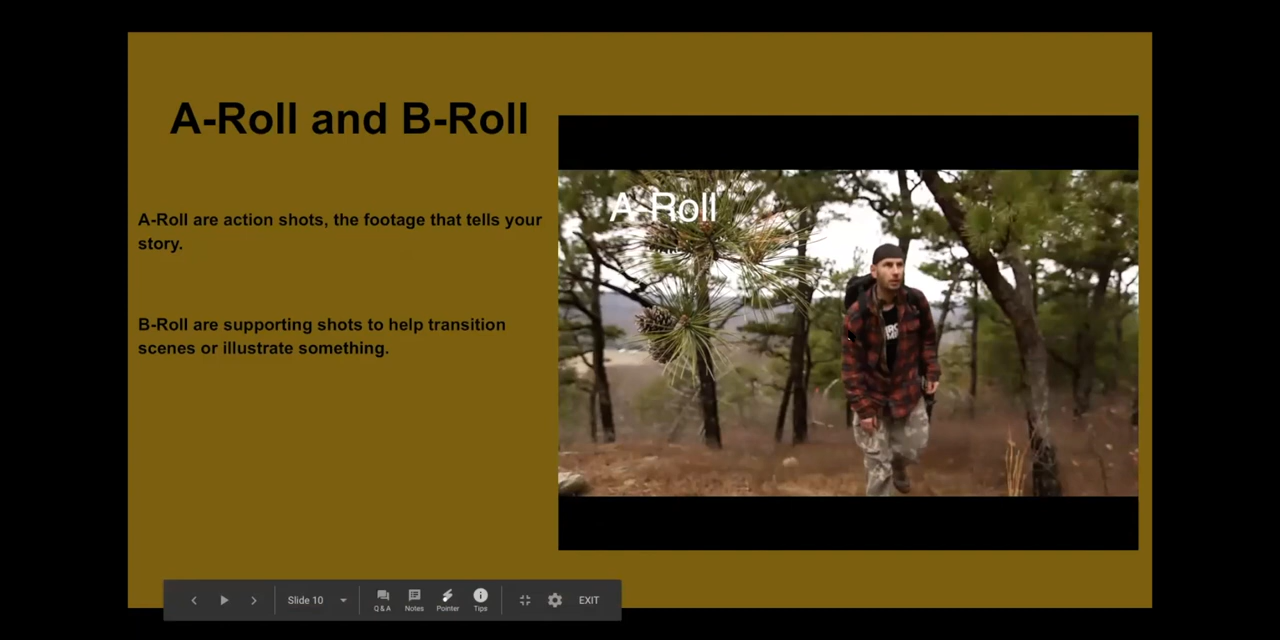 A-Roll and B-Roll
A-Roll are action shots, the footage that tells your
story.
B-Roll are supporting shots to help transition
scenes or illustrate something.
A-Roll
Slide 10
Q&A
Notes
Pointer
Tips
EXIT